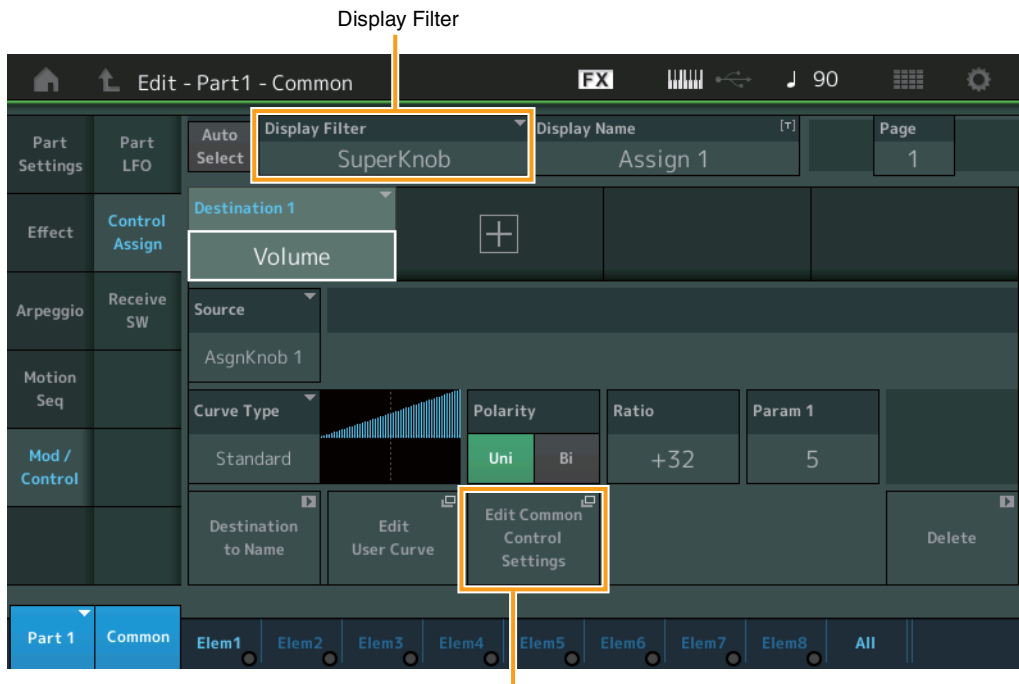 Display Filter
Edit - Part1 - Common
FX
90
Part
Settings
Part
LFO
Auto
Select
Display Filter
SuperKnob
Display Name
[T]
Assign 1
Page
1
Effect
Control
Assign
Destination 1
Volume
Arpeggio
Receive
SW
Source
AsgnKnob 1
Motion
Seq
Curve Type
Standard
Polarity
Uni
Bi
Ratio
+32
Param 1
5
Mod /
Control
Destination
to Name
Edit
User Curve
Edit Common
Control
Settings
Delete
Part 1
Common
Elem1
Elem2
Elem3
Elem4
Elem5
Elem6
Elem7
Elem8
All